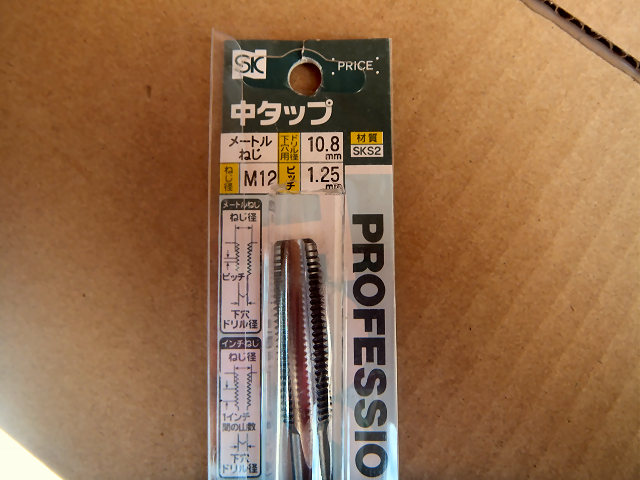 SK
PRICE
中タップ
メートル
ねじ
下穴用
ドリル径
10.8
mm
材質
SKS2
ねじ径
M12
ピッチ
1.25
mm
メートルねじ
ねじ径
ピッチ
下穴
ドリル径
インチねじ
ねじ径
1インチ
間の山数
下穴
ドリル径
PROFESSIO